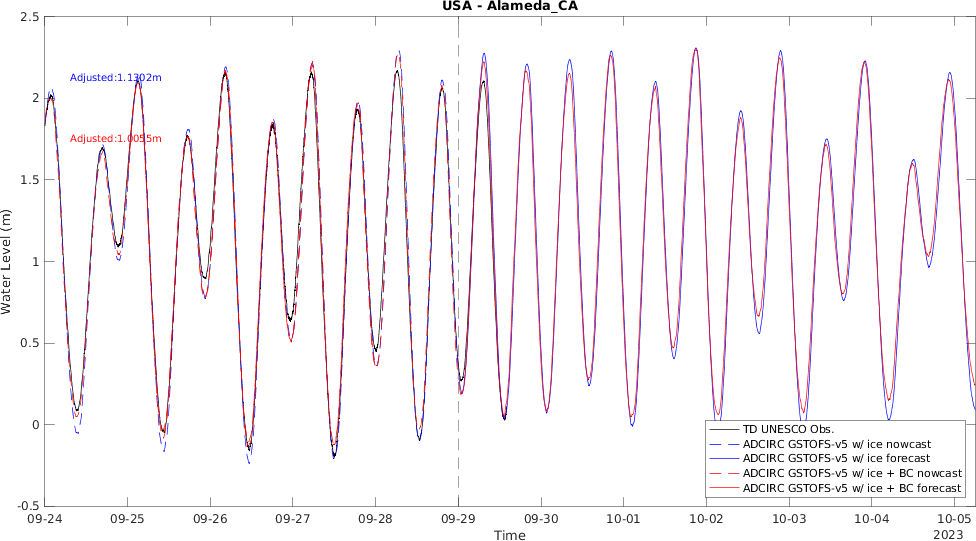 USA - Alameda_CA
2.5
2
1.5
1
0.5
0
-0.5
Water Level (m)
Adjusted:1.1302m
Adjusted:1.0055m
TD UNESCO Obs.
ADCIRC GSTOFS-v5 w/ ice nowcast
ADCIRC GSTOFS-v5 w/ ice forecast
ADCIRC GSTOFS-v5 w/ ice + BC nowcast
ADCIRC GSTOFS-v5 w/ ice + BC forecast
09-24 09-25 09-26 09-27 09-28 09-29 09-30 10-01 10-02 10-03 10-04 10-05
Time
2023